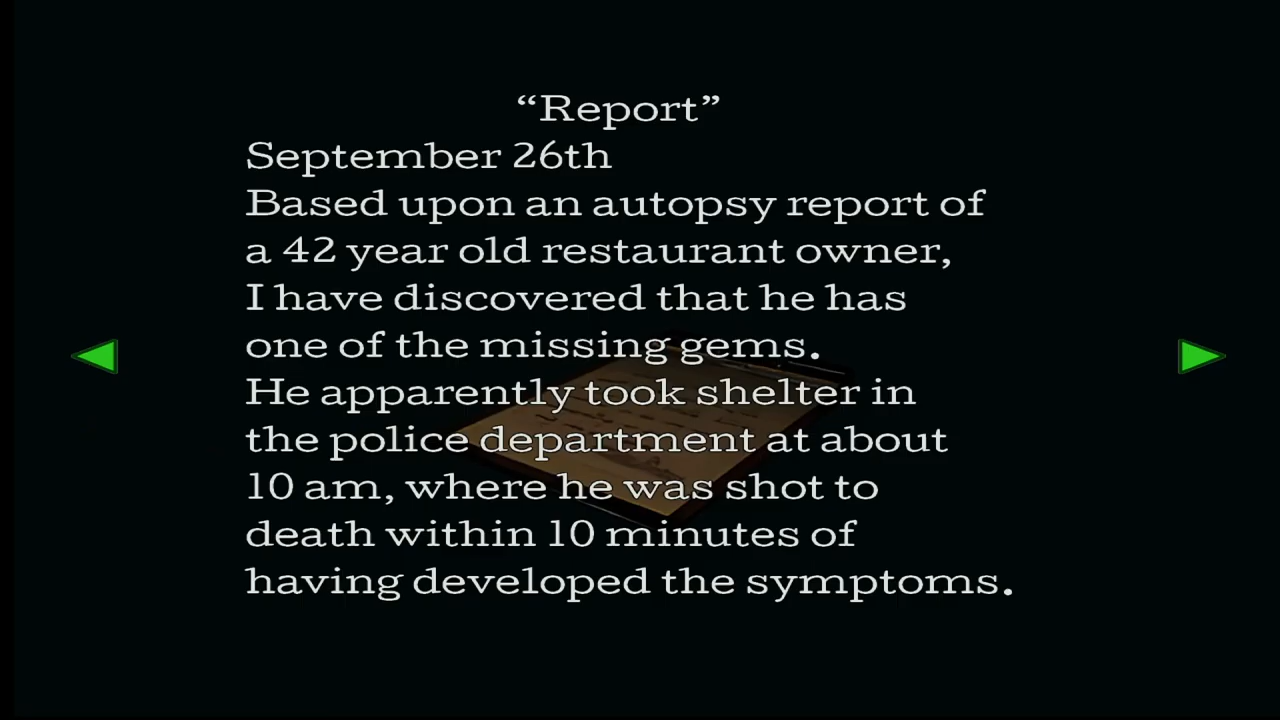 “Report”
September 26th
Based upon an autopsy report of
a 42 year old restaurant owner,
I have discovered that he has
one of the missing gems.
He apparently took shelter in
the police department at about
10 am, where he was shot to
death within 10 minutes of
having developed the symptoms.